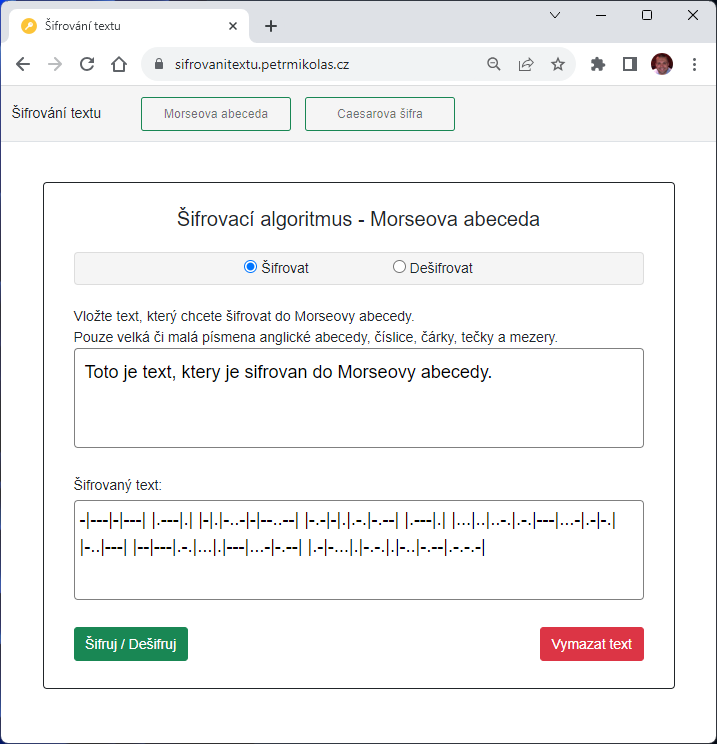 Šifrování textu
sifrovanitextu.petrmikolas.cz
Šifrování textu
Morseova abeceda
Caesarova šifra
Šifrovací algoritmus - Morseova abeceda
Šifrovat
Dešifrovat
Vložte text, který chcete šifrovat do Morseovy abecedy.
Pouze velká či malá písmena anglické abecedy, číslice, čárky, tečky a mezery.
Toto je text, ktery je sifrovan do Morseovy abecedy.
Šifrovaný text:
-|---|-|---| |.---|.| |-|.|-..-|-|--..--| |-.-|-|.|.-.|-.--| |.---|.| |...|..|..-.|.-.|---|...-|.-|-.|
|-..|---| |--|---|.-.|...|.|---|...-|-.--| |.-|-...|.|-.-.|.|-..|-.--|.-.-.-|
Šifruj / Dešifruj
Vymazat text